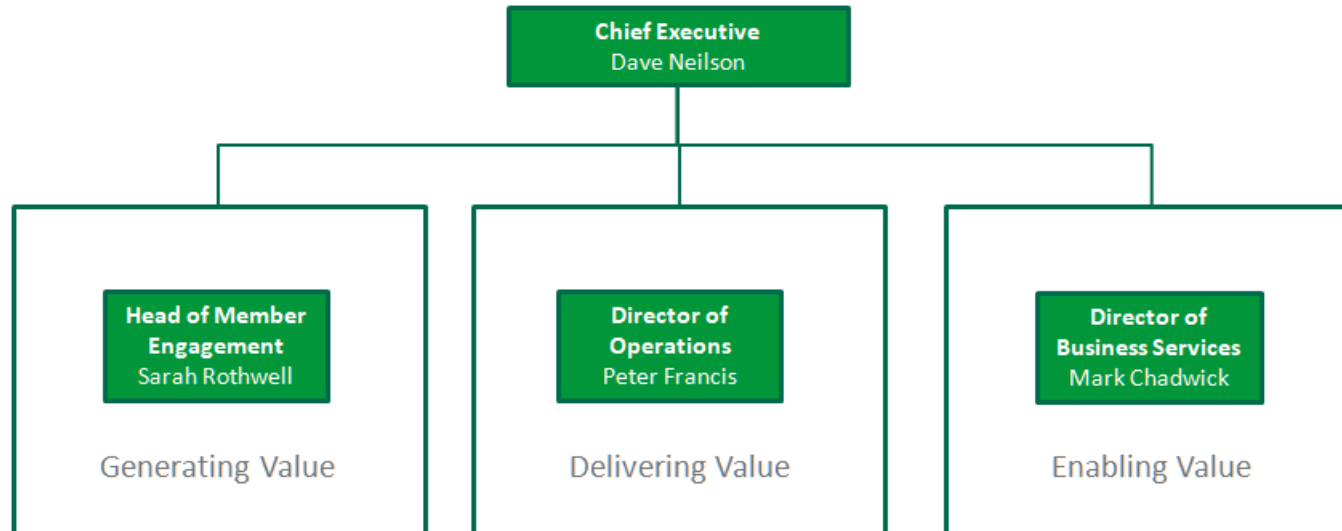 Chief Executive
Dave Neilson
Head of Member
Engagement
Sarah Rothwell
Generating Value
Director of
Operations
Peter Francis
Delivering Value
Director of
Business Services
Mark Chadwick
Enabling Value